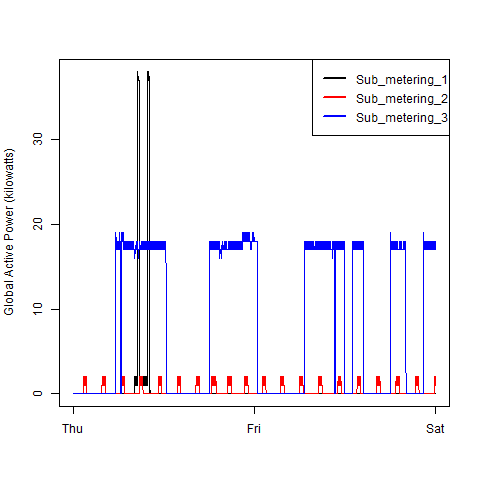 Sub_metering_1
Sub_metering_2
Sub_metering_3
Global Active Power (kilowatts)
30
20
10
0
Thu Fri Sat